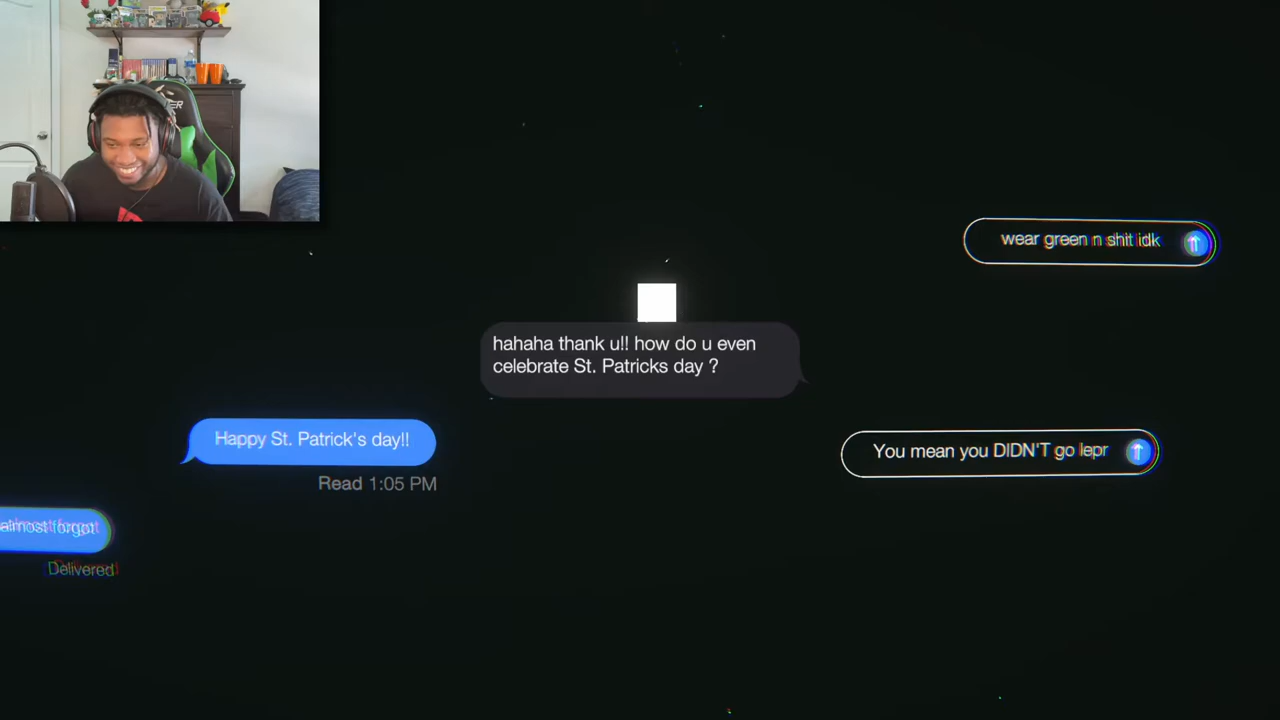 wear green n shit idk
hahaha thank u!! how do u even
celebrate St. Patricks day ?
Happy St. Patrick's day!!
Read 1:05 PM
You mean you DIDN'T go lepr
almost forgot
Delivered